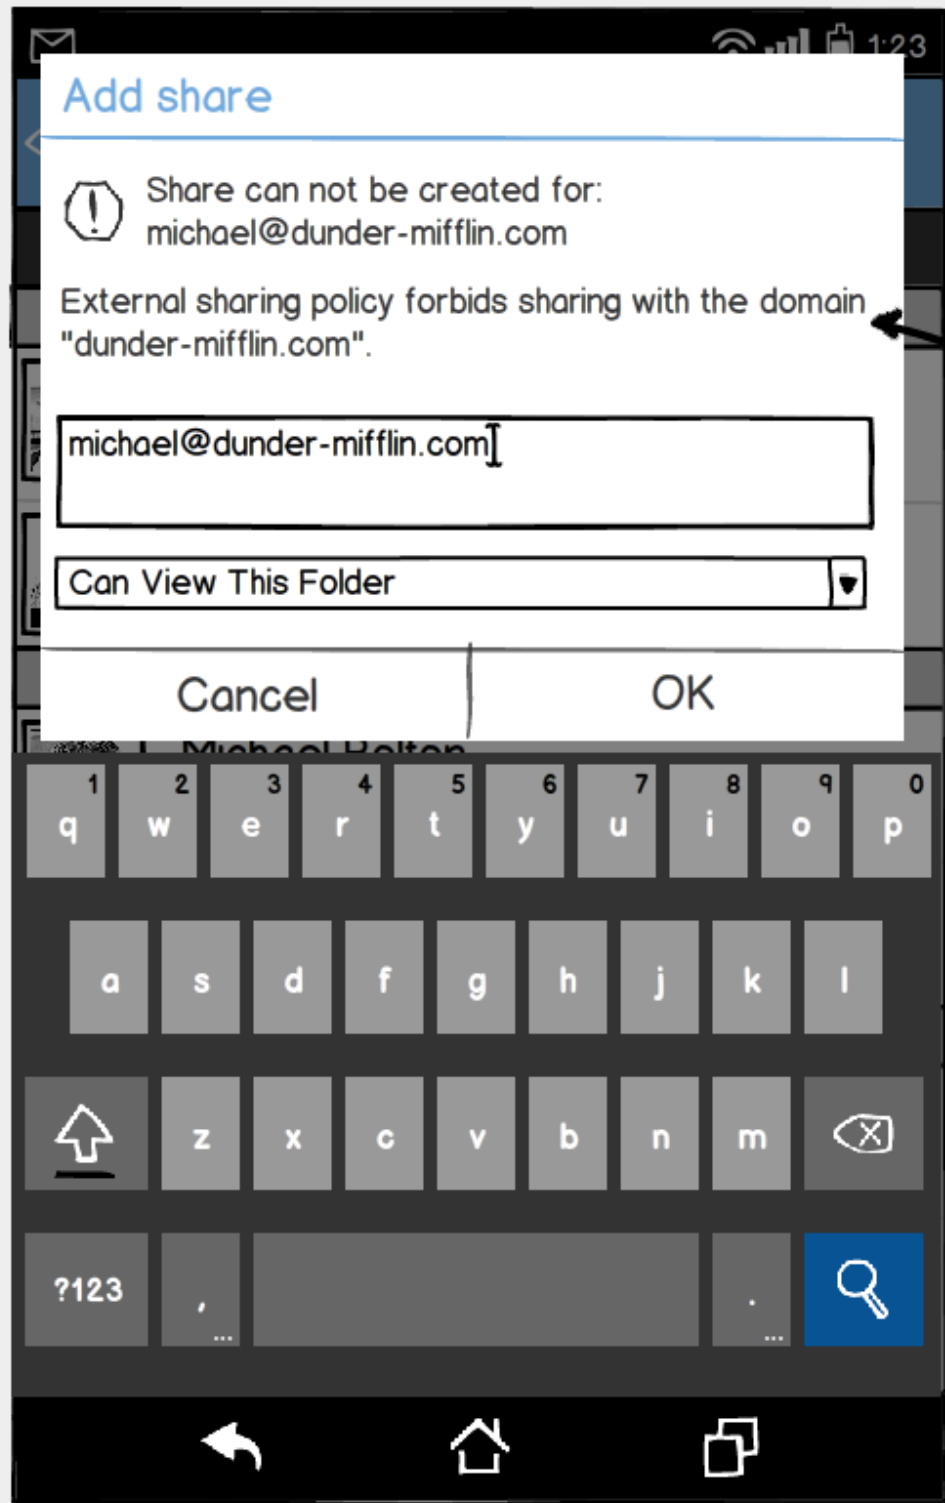 1:23
Add share
Share can not be created for:
michael@dunder-mifflin.com
External sharing policy forbids sharing with the domain
"dunder-mifflin.com".
michael@dunder-mifflin.com
Can View This Folder
Cancel OK
Michael Bolton
1 2 3 4 5 6 7 8 9 0
q w e r t y u i o p
a s d f g h j k l
z x c v b n m
?123 , ... . ...